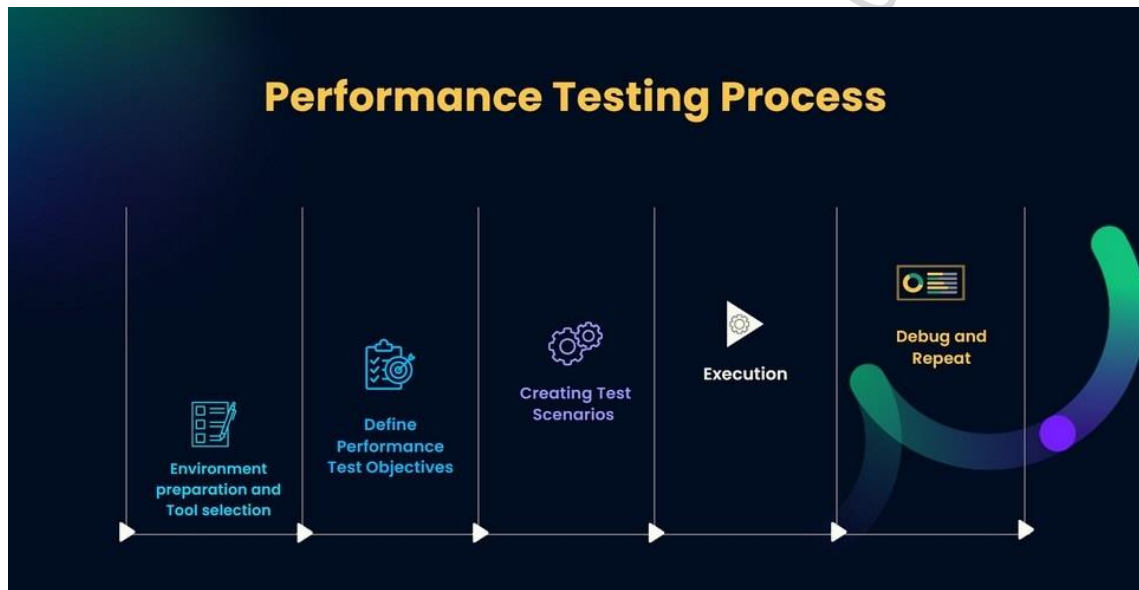 Performance Testing Process
Environment
preparation and
Tool selection
Define
Performance
Test Objectives
Creating Test
Scenarios
Execution
Debug and
Repeat